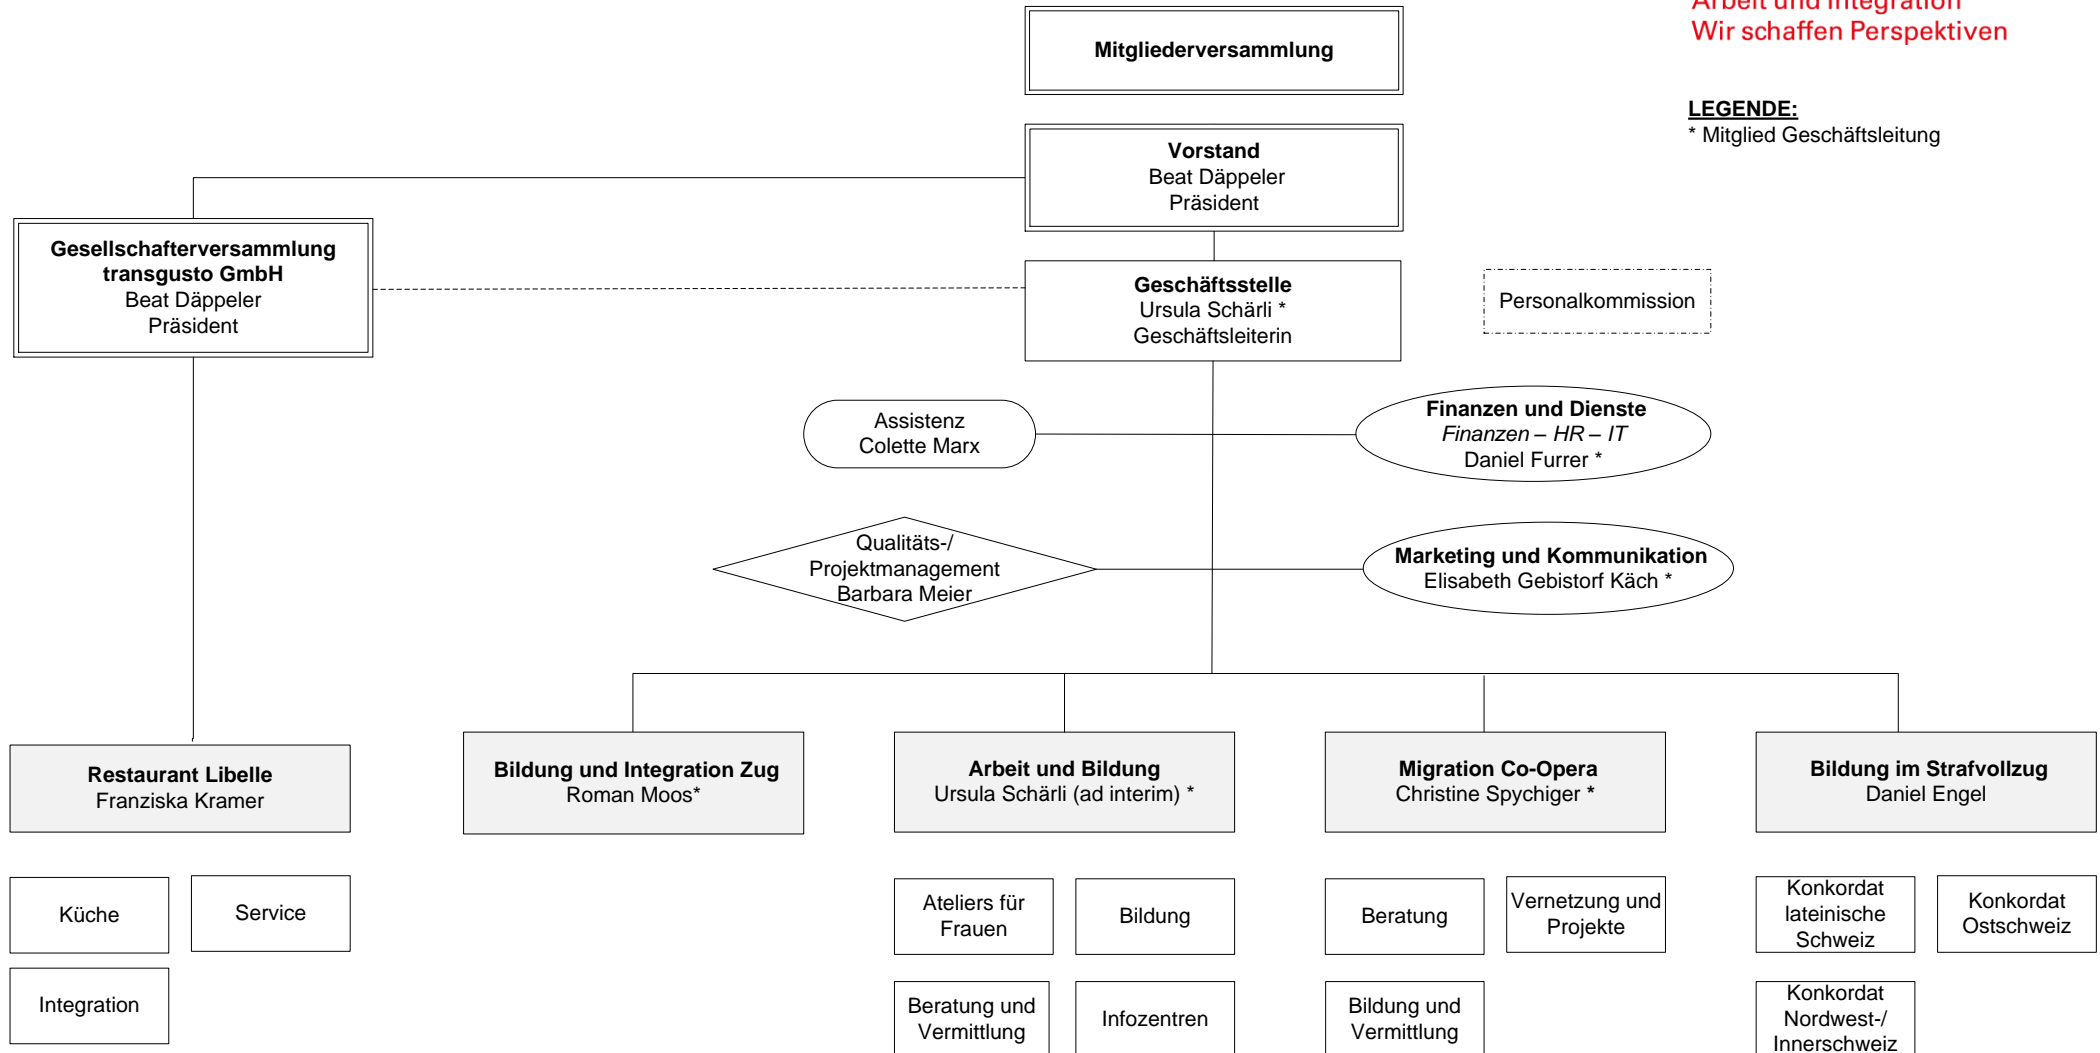 Arbeit und Integration
Wir schaffen Perspektiven
Mitgliederversammlung
LEGENDE:
* Mitglied Geschäftsleitung
Vorstand
Beat Däppeler
Präsident
Gesellschafterversammlung
transgusto GmbH
Beat Däppeler
Präsident
Geschäftsstelle
Ursula Schärli *
Geschäftsleiterin
Personalkommission
Assistenz
Colette Marx
Finanzen und Dienste
Finanzen – HR – IT
Daniel Furrer *
Qualitäts-/
Projektmanagement
Barbara Meier
Marketing und Kommunikation
Elisabeth Gebistorf Käch *
Restaurant Libelle
Franziska Kramer
Bildung und Integration Zug
Roman Moos*
Arbeit und Bildung
Ursula Schärli (ad interim) *
Migration Co-Opera
Christine Spychiger *
Bildung im Strafvollzug
Daniel Engel
Küche
Service
Integration
Ateliers für
Frauen
Bildung
Beratung und
Vermittlung
Infozentren
Beratung
Vernetzung und
Projekte
Bildung und
Vermittlung
Konkordat
lateinische
Schweiz
Konkordat
Ostschweiz
Konkordat
Nordwest-/
Innerschweiz